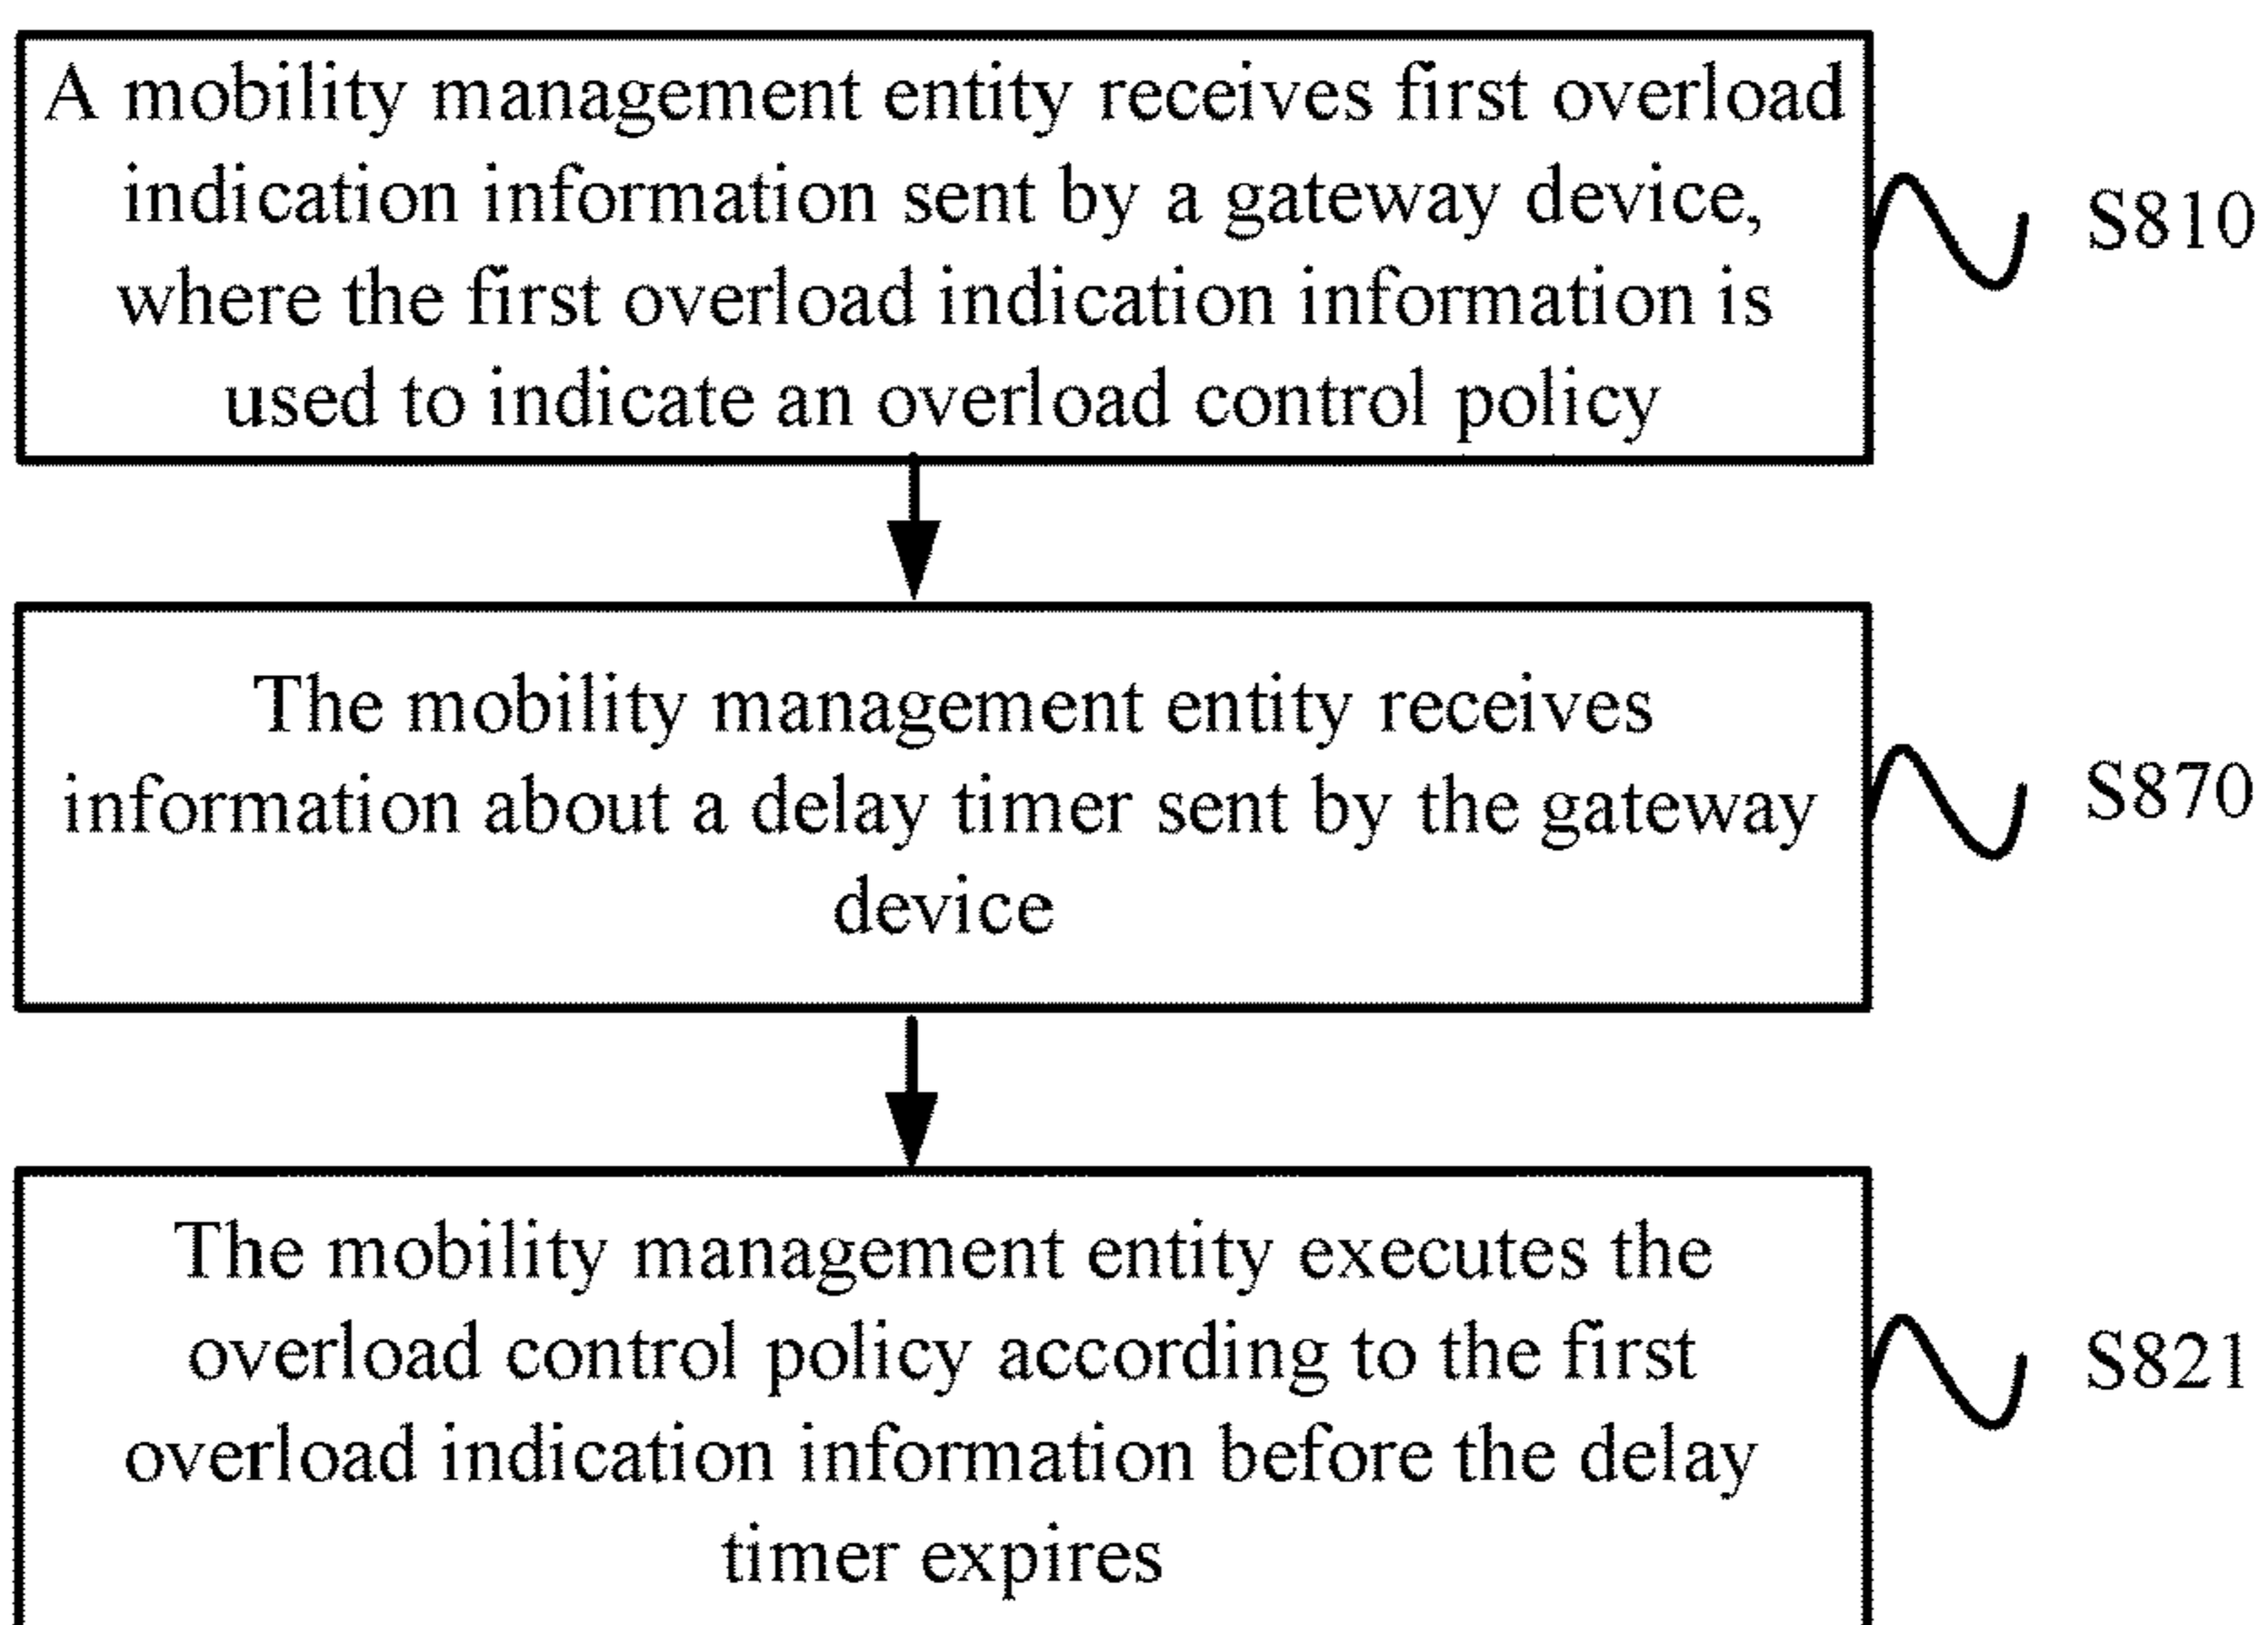 A mobility management entity receives first overload
indication information sent by a gateway device,
where the first overload indication information is
used to indicate an overload control policy
S810
The mobility management entity receives
information about a delay timer sent by the gateway
device
S870
The mobility management entity executes the
overload control policy according to the first
overload indication information before the delay
timer expires
S821